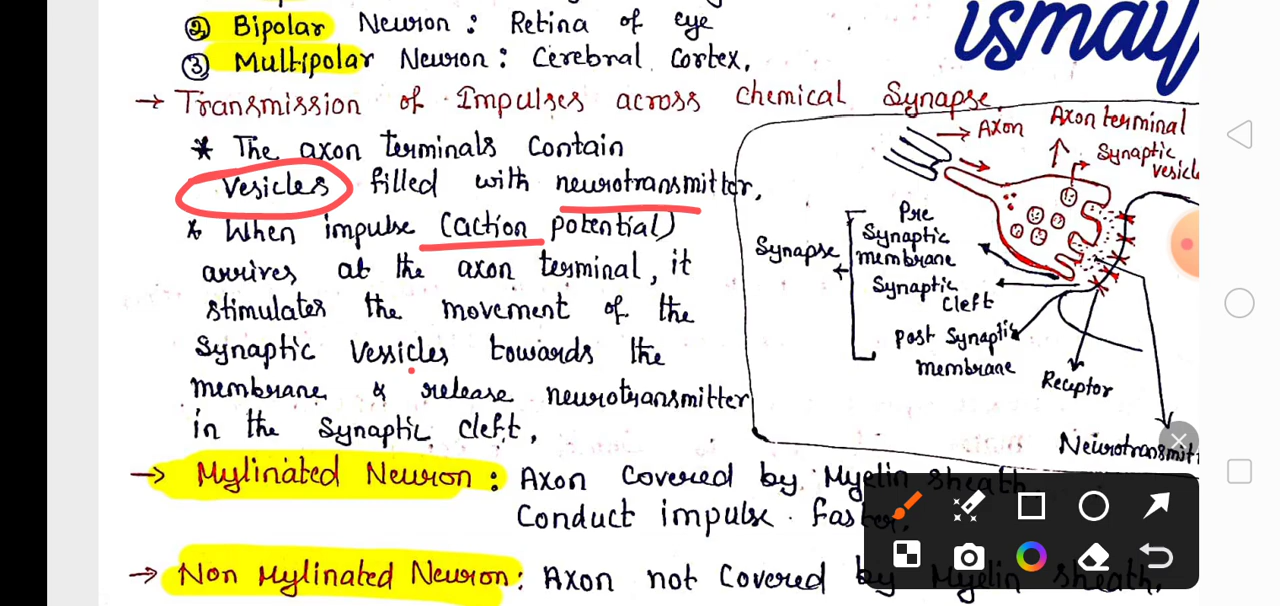 ② Bipolar Neuron : Retina of eye
③ Multipolar Neuron : Cerebral Cortex.
→ Transmission of Impulses across chemical Synapse.
* The axon terminals contain
Vesicles filled with neurotransmitter,
* When impulse (action potential)
arrives at the axon terminal, it
stimulates the movement of the
Synaptic Vessicles towards the
membrane & release neurotransmitter
in the Synaptic cleft,
→ Axon
Axon terminal
Synaptic
Pre
Synaptic
membrane
Synapse
Synaptic
cleft
Post Synaptic
membrane
Receptor
→ Mylinated Neuron : Axon Covered by Myelin Sheath
Conduct impulse faster.
→ Non Mylinated Neuron : Axon not Covered by Myelin Sheath.